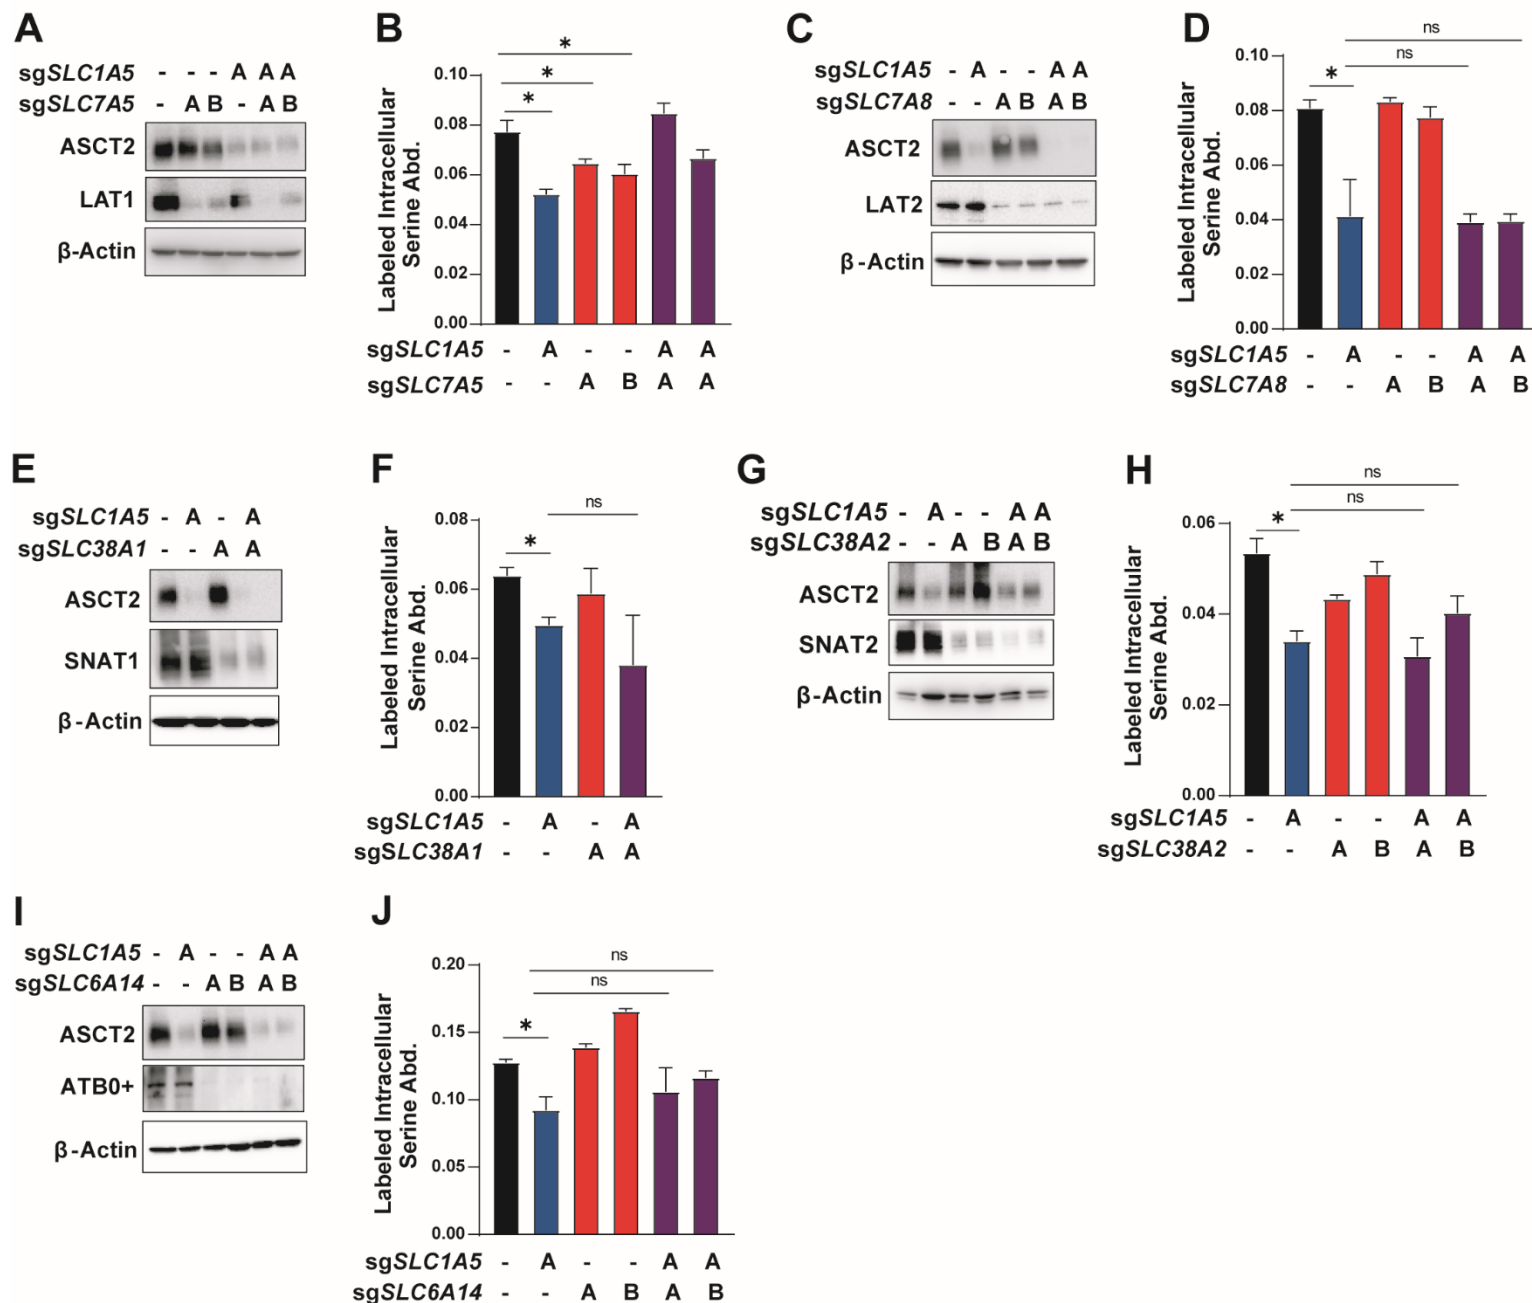 A
sgSLC1A5 - - - A A A
sgSLC7A5 - A B - A B
ASCT2
LAT1
β-Actin
B
* * *
Labeled Intracellular
Serine Abd.
0.10
0.08
0.06
0.04
0.02
0.00
sgSLC1A5 - A - - A A
sgSLC7A5 - - A B A A
C
sgSLC1A5 - A - - A A
sgSLC7A8 - - A B A B
ASCT2
LAT2
β-Actin
D
ns
ns
*
Labeled Intracellular
Serine Abd.
0.10
0.08
0.06
0.04
0.02
0.00
sgSLC1A5 - A - - A A
sgSLC7A8 - - A B A B
E
sgSLC1A5 - A - A
sgSLC38A1 - - A A
ASCT2
SNAT1
β-Actin
F
ns
*
Labeled Intracellular
Serine Abd.
0.08
0.06
0.04
0.02
0.00
sgSLC1A5 - A - A
sgSLC38A1 - - A A
G
sgSLC1A5 - A - - A A
sgSLC38A2 - - A B A B
ASCT2
SNAT2
β-Actin
H
ns
ns
*
Labeled Intracellular
Serine Abd.
0.06
0.04
0.02
0.00
sgSLC1A5 - A - - A A
sgSLC38A2 - - A B A B
I
sgSLC1A5 - A - - A A
sgSLC6A14 - - A B A B
ASCT2
ATB0+
β-Actin
J
ns
ns
*
Labeled Intracellular
Serine Abd.
0.20
0.15
0.10
0.05
0.00
sgSLC1A5 - A - - A A
sgSLC6A14 - - A B A B